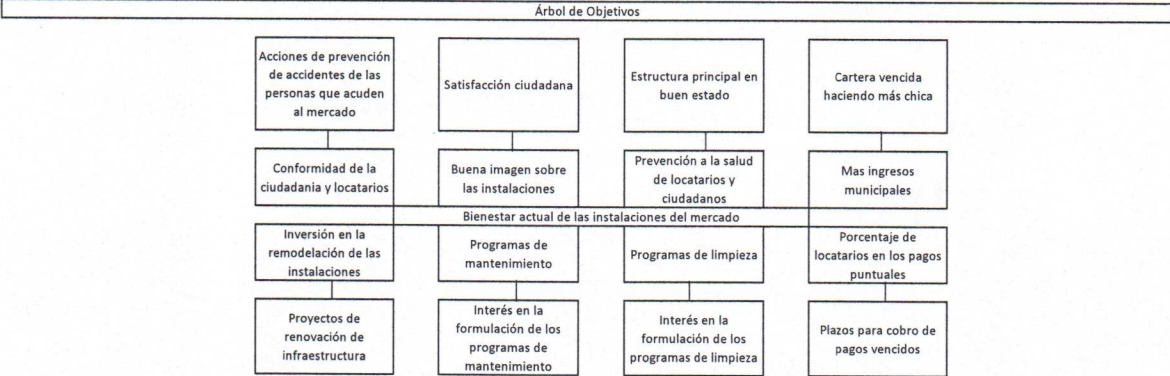 Árbol de Objetivos
Acciones de prevención
de accidentes de las
personas que acuden
al mercado
Satisfacción ciudadana
Estructura principal en
buen estado
Cartera vencida
haciendo más chica
Conformidad de la
ciudadania y locatarios
Buena imagen sobre
las instalaciones
Prevención a la salud
de locatarios y
ciudadanos
Mas ingresos
municipales
Bienestar actual de las instalaciones del mercado
Inversión en la
remodelación de las
instalaciones
Programas de
mantenimiento
Programas de limpieza
Porcentaje de
locatarios en los pagos
puntuales
Proyectos de
renovación de
infraestructura
Interés en la
formulación de los
programas de
mantenimiento
Interés en la
formulación de los
programas de limpieza
Plazos para cobro de
pagos vencidos